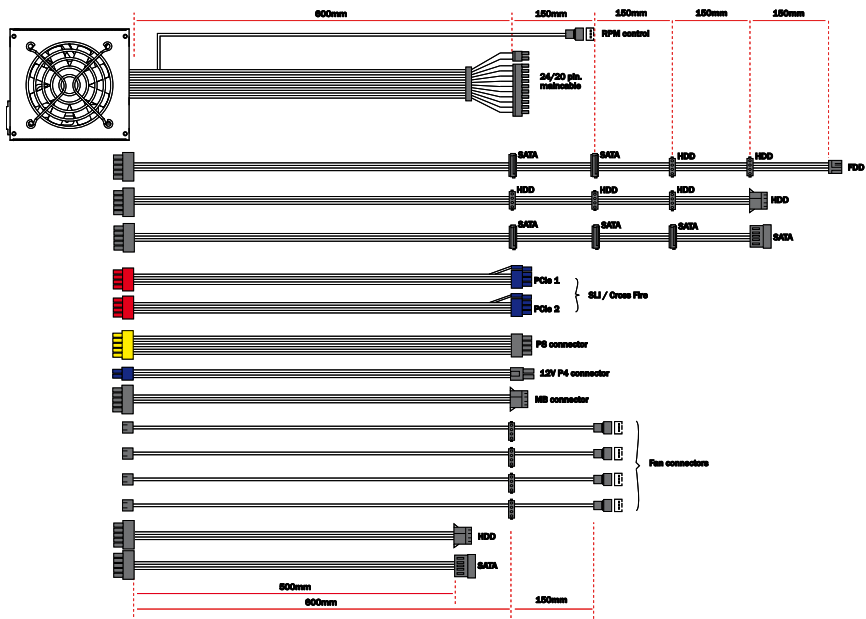 600mm 150mm 150mm 150mm 150mm
RPM control
24/20 pin.
maincable
SATA SATA HDD HDD FDD
HDD HDD HDD HDD
SATA SATA SATA SATA
PCIe 1
SLI / Cross Fire
PCIe 2
P8 connector
12V P4 connector
MB connector
Fan connectors
HDD
SATA
500mm
600mm 150mm